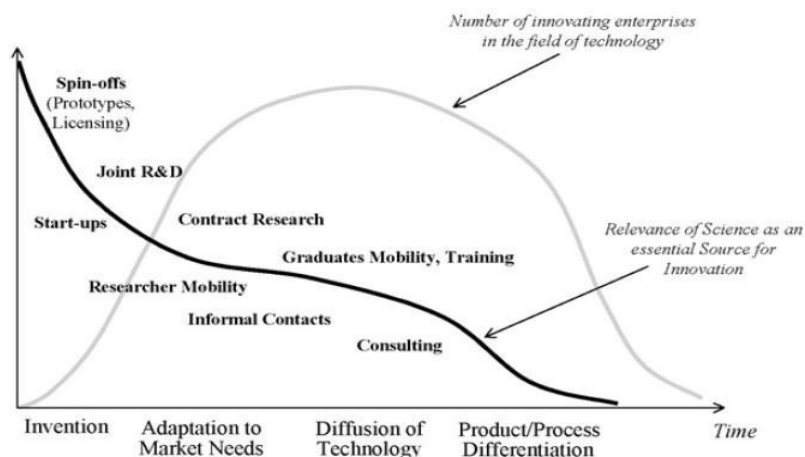 Number of innovating enterprises
in the field of technology
Spin-offs
(Prototypes,
Licensing)
Joint R&D
Start-ups
Contract Research
Relevance of Science as an
essential Source for
Innovation
Graduates Mobility, Training
Researcher Mobility
Informal Contacts
Consulting
Invention
Adaptation to
Market Needs
Diffusion of
Technology
Product/Process
Differentiation
Time